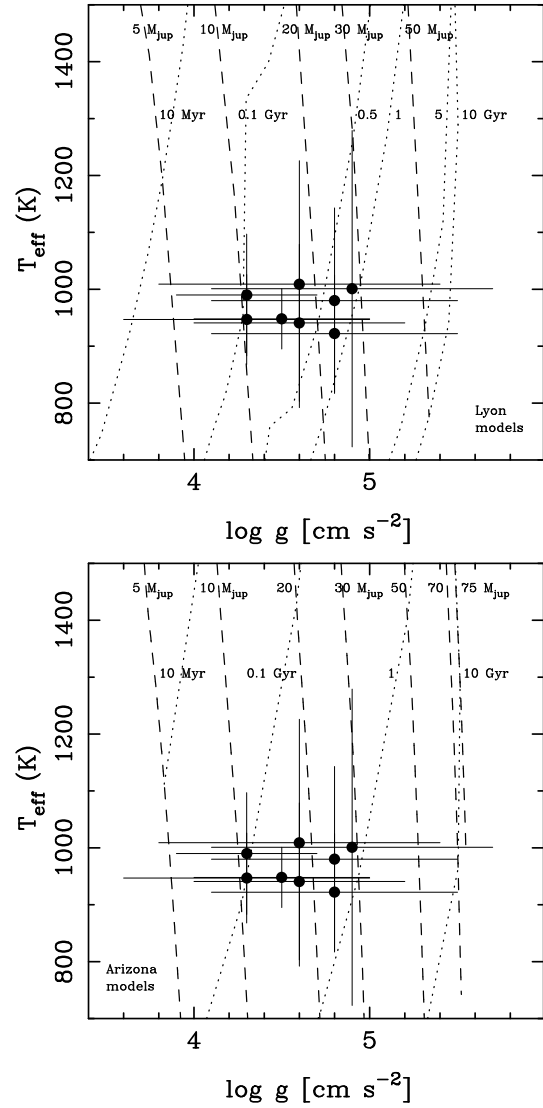 5 M_jup 10 M_jup 20 M_jup 30 M_jup 50 M_jup
10 Myr 0.1 Gyr 0.5 1 5 10 Gyr
1400
1200
1000
800
T_eff (K)
Lyon
models
4 5
log g [cm s^−2]
5 M_jup 10 M_jup 20 30 M_jup 50 70 75 M_jup
10 Myr 0.1 Gyr 1 10 Gyr
1400
1200
1000
800
T_eff (K)
Arizona
models
4 5
log g [cm s^−2]